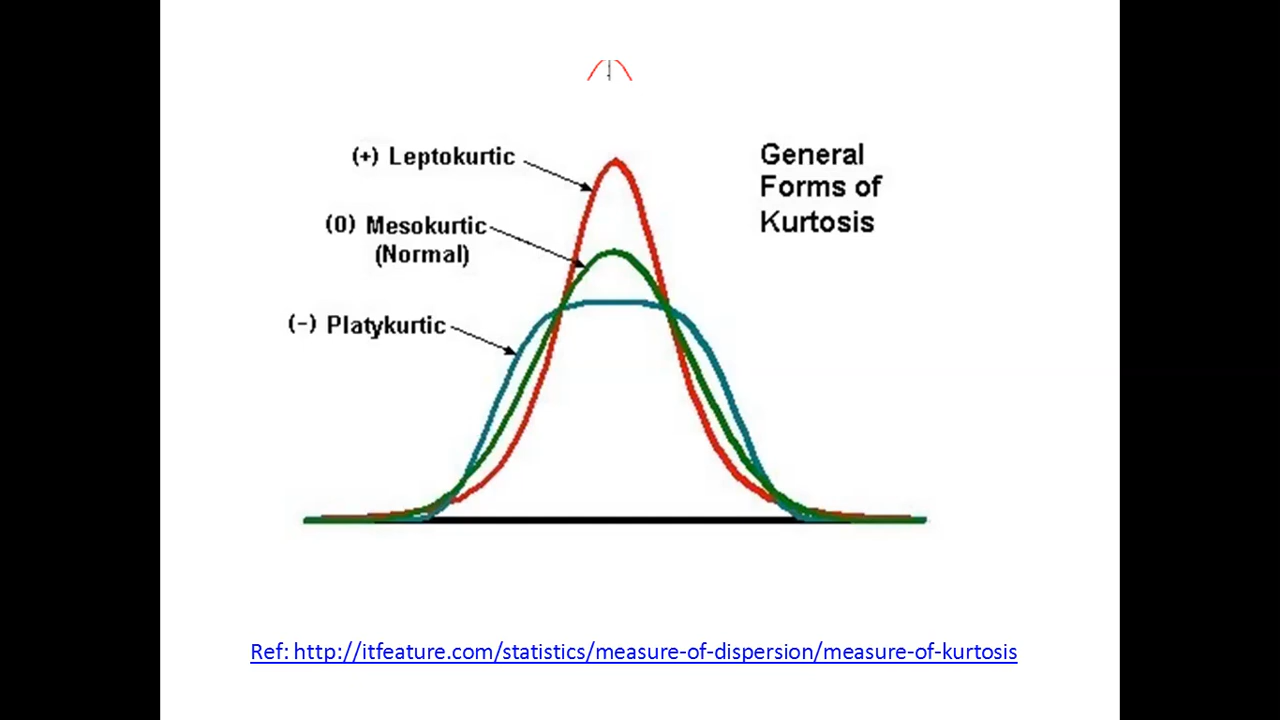 (+) Leptokurtic
General
Forms of
Kurtosis
(0) Mesokurtic
(Normal)
(-) Platykurtic
Ref: http://itfeature.com/statistics/measure-of-dispersion/measure-of-kurtosis